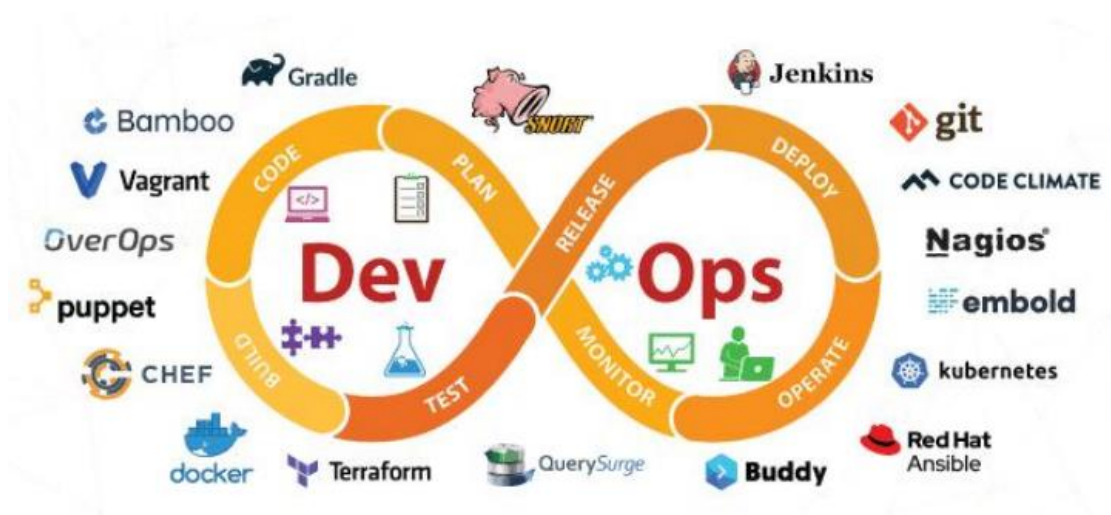 Gradle
SNORT
Jenkins
Bamboo
git
CODE
PLAN
RELEASE
DEPLOY
Vagrant
CODE CLIMATE
OverOps
Dev
Ops
Nagios
puppet
embold
BUILD
TEST
MONITOR
OPERATE
CHEF
kubernetes
docker
Terraform
QuerySurge
Buddy
Red Hat
Ansible